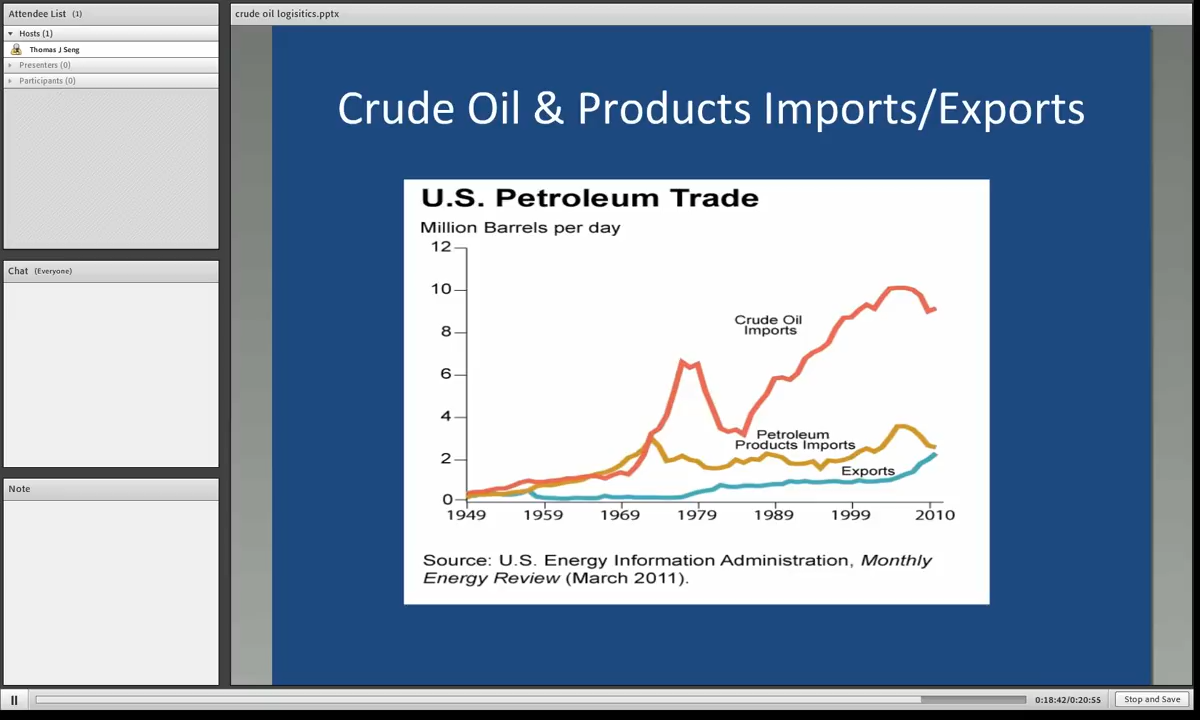 Attendee List (1)
Hosts (1)
Thomas J Seng
Presenters (0)
Participants (0)
Chat (Everyone)
Note
crude oil logisitics.pptx
Crude Oil & Products Imports/Exports
U.S. Petroleum Trade
Million Barrels per day
12
10
8
6
4
2
0
Crude Oil
Imports
Petroleum
Products Imports
Exports
1949 1959 1969 1979 1989 1999 2010
Source: U.S. Energy Information Administration, Monthly
Energy Review (March 2011).
0:18:42/0:20:55
Stop and Save